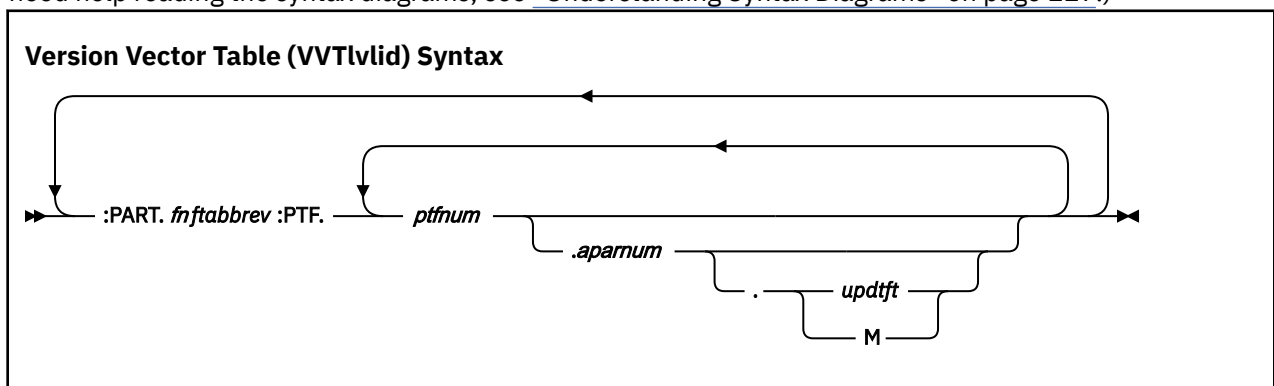 need help reading the syntax diagrams, see "Understanding Syntax Diagrams" on page 221.)
Version Vector Table (VVTlvlid) Syntax
:PART. fnftabbrev :PTF. ptfnum
.aparnum
. updtft
M